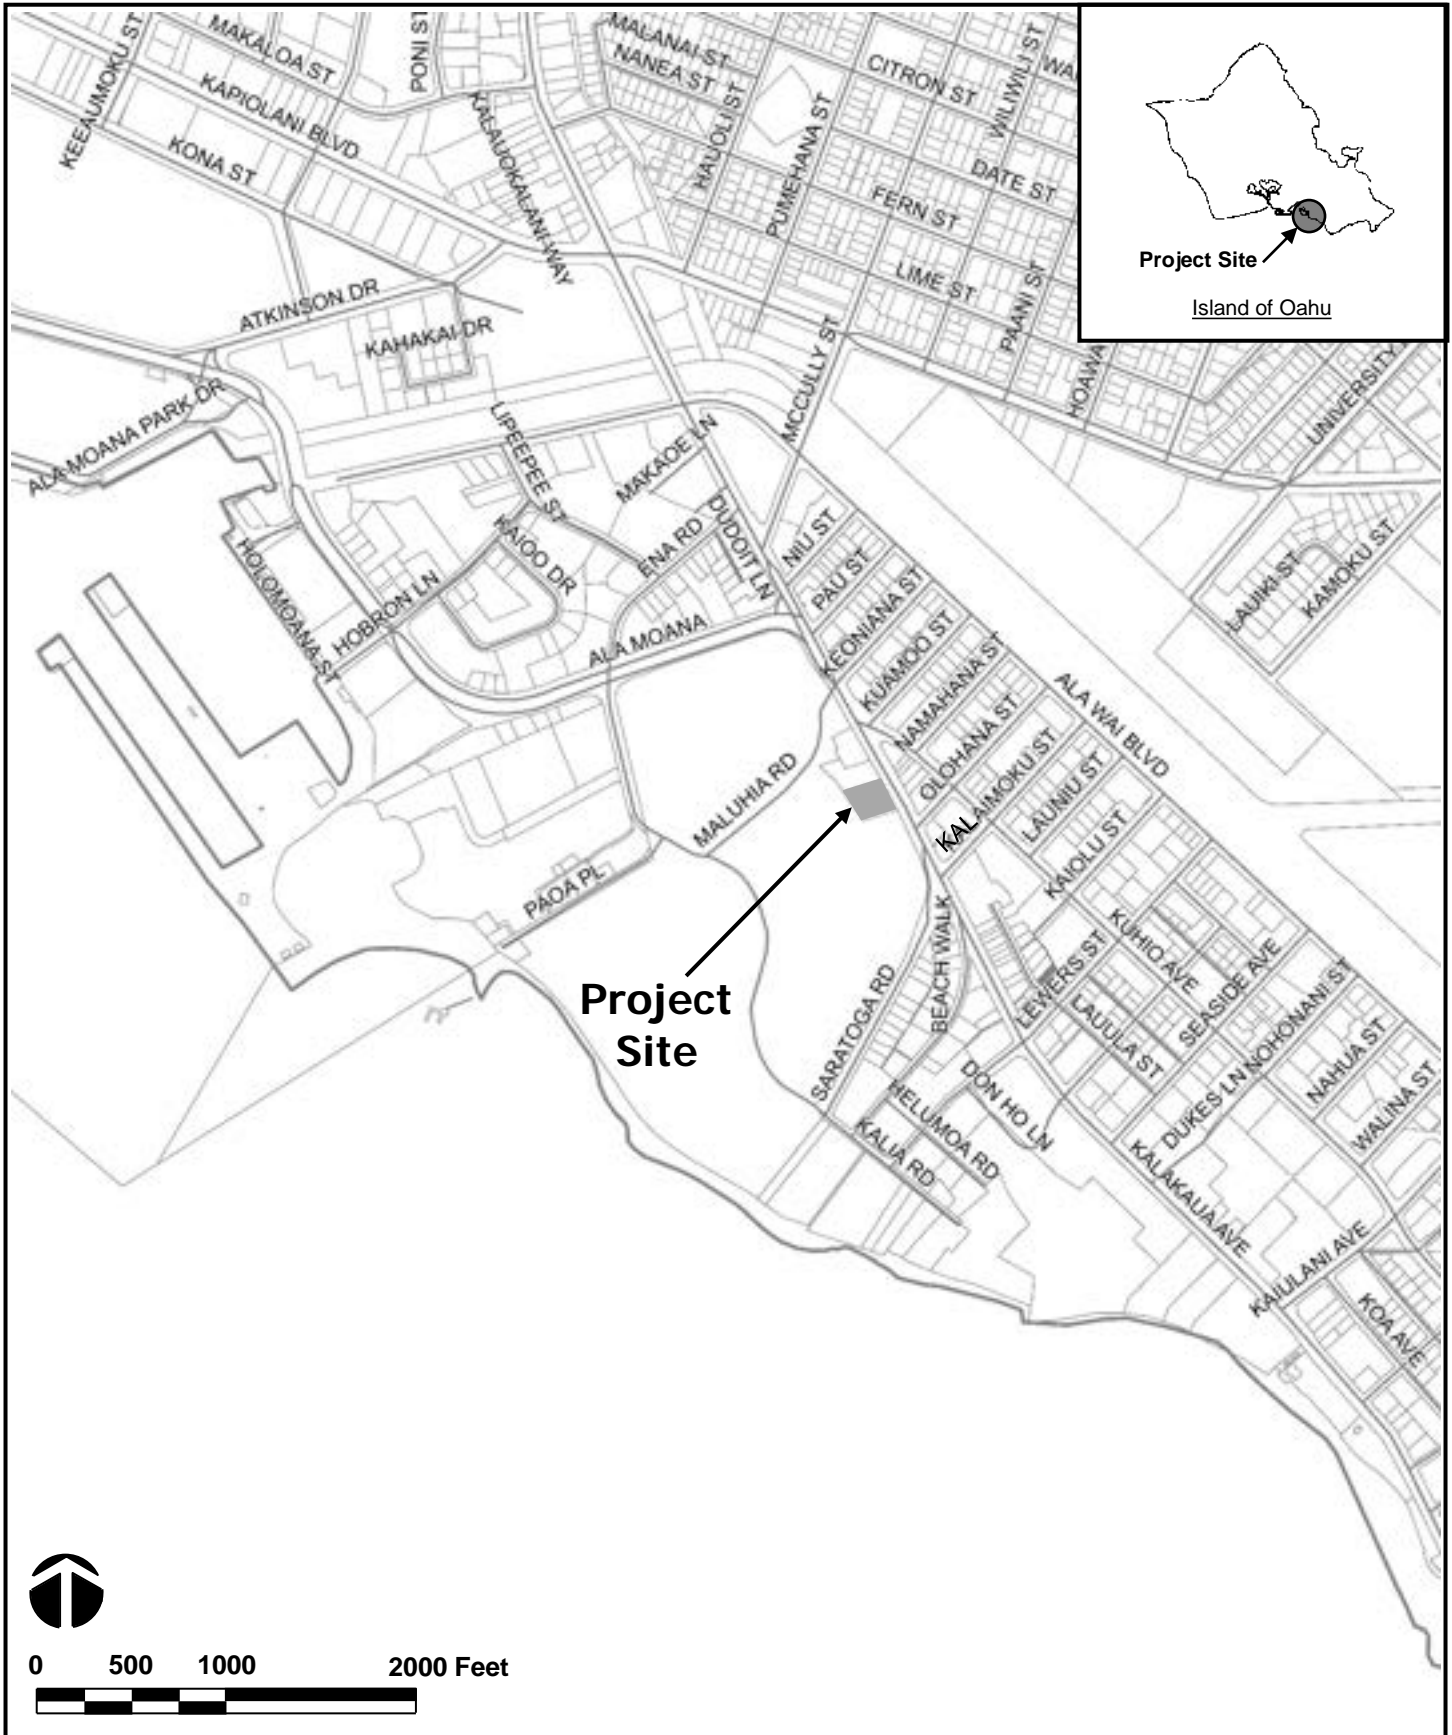 KEEAUMOKU ST
MAKALOA ST
PONI ST
KAPIOLANI BLVD
KONA ST
KALAUOKALANI WAY
MALANAI ST
NANEA ST
HAUOLI ST
PUMEHANA ST
CITRON ST
WILIWILI ST
DATE ST
FERN ST
LIME ST
PAANI ST
Project Site
Island of Oahu
ATKINSON DR
KAHAKAI DR
MCCULLY ST
HOAWA
UNIVERSITY
ALA MOANA PARK DR
LIPEEPEE ST
MAKAOE LN
HOLOMOANA ST
HOBRON LN
KAIOO DR
ENA RD
DUDOIT LN
ALA MOANA
NIU ST
PAU ST
KEONIANA ST
KUAMOO ST
NAMAHANA ST
OLOHANA ST
KALAIMOKU ST
LAUNIU ST
KAIOLU ST
ALA WAI BLVD
LAUIKI ST
KAMOKU ST
MALUHIA RD
PAOA PL
Project
Site
SARATOGA RD
BEACH WALK
LEWERS ST
KUHIO AVE
LAUULA ST
SEASIDE AVE
DUKES LN
NOHONANI ST
NAHUA ST
WALINA ST
DON HO LN
HELUMOA RD
KALIA RD
KALAKAUA AVE
KAIULANI AVE
KOA AVE
0 500 1000 2000 Feet